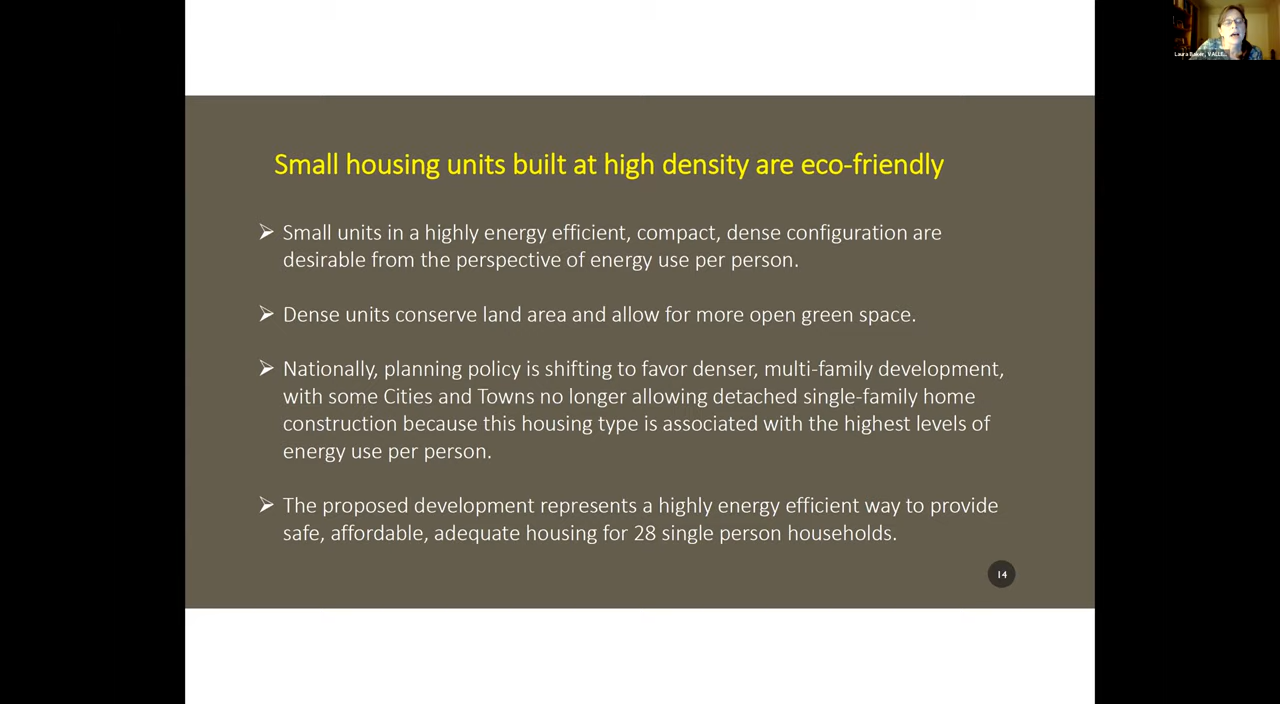 Small housing units built at high density are eco-friendly
➢ Small units in a highly energy efficient, compact, dense configuration are
desirable from the perspective of energy use per person.
➢ Dense units conserve land area and allow for more open green space.
➢ Nationally, planning policy is shifting to favor denser, multi-family development,
with some Cities and Towns no longer allowing detached single-family home
construction because this housing type is associated with the highest levels of
energy use per person.
➢ The proposed development represents a highly energy efficient way to provide
safe, affordable, adequate housing for 28 single person households.
14
Laura Baker, VALLE...